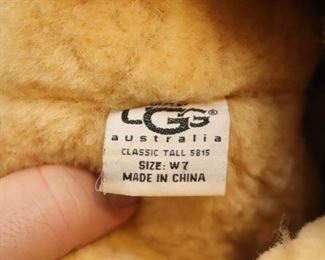 UGG
australia
CLASSIC TALL 5815
SIZE: W7
MADE IN CHINA